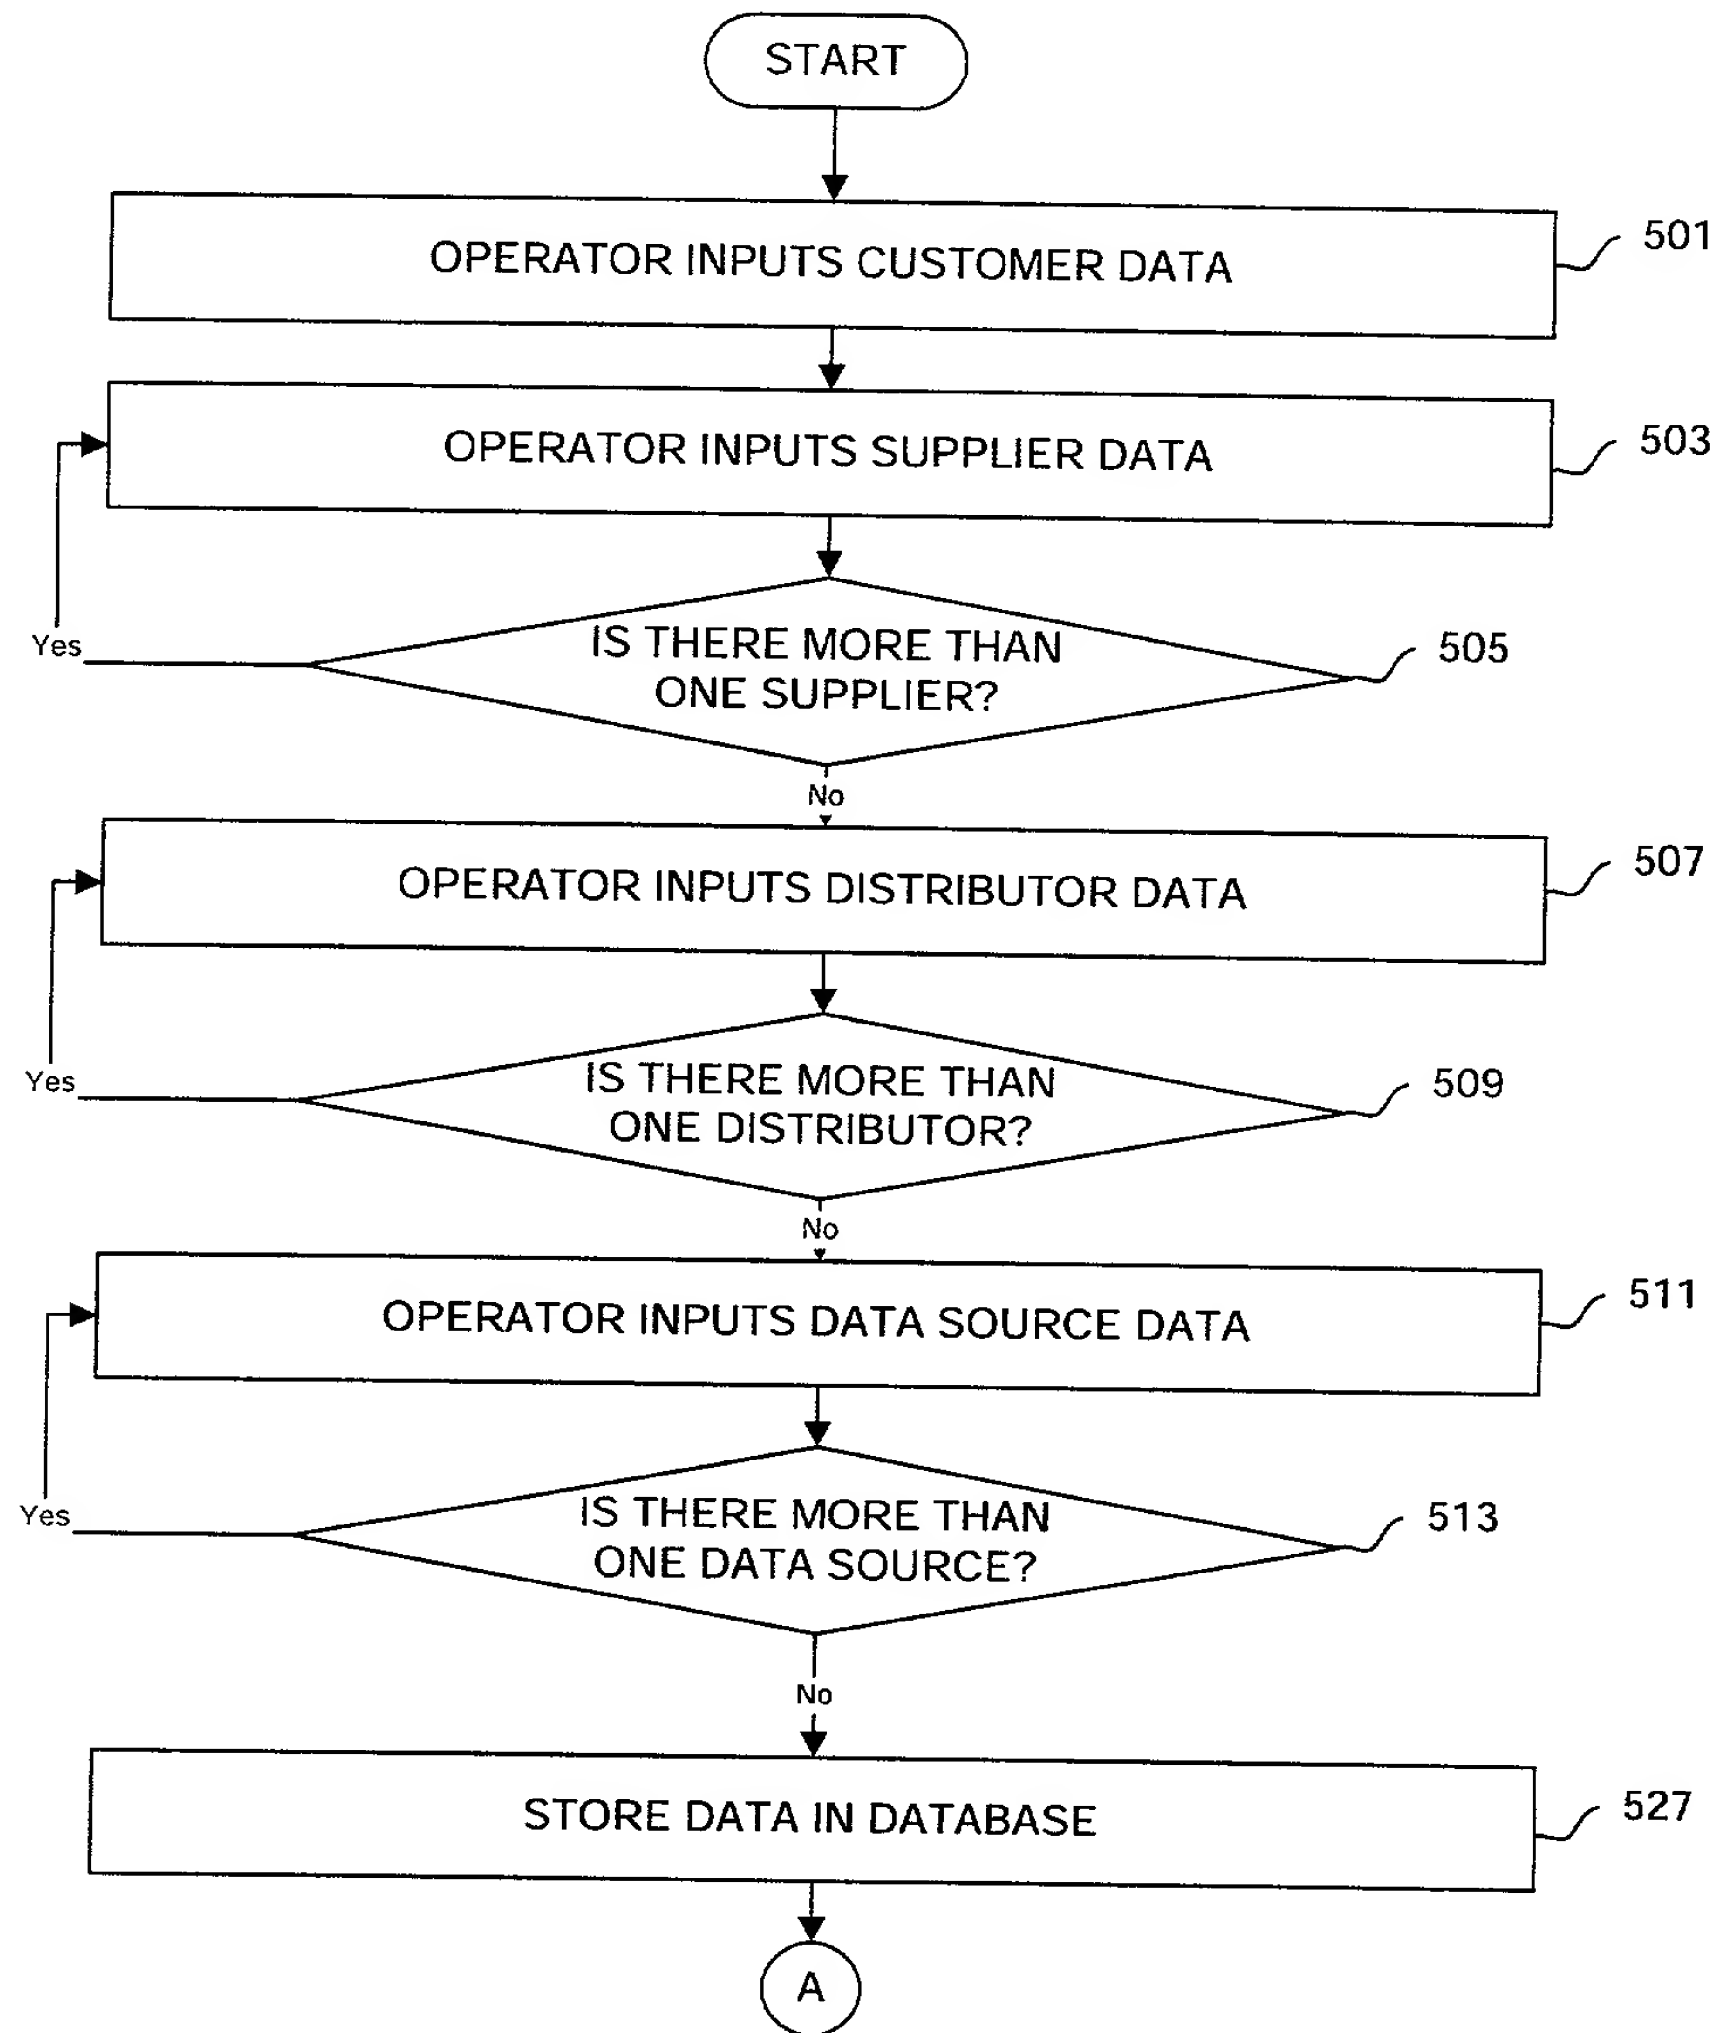 START
OPERATOR INPUTS CUSTOMER DATA
501
OPERATOR INPUTS SUPPLIER DATA
503
IS THERE MORE THAN
ONE SUPPLIER?
505
Yes
No
OPERATOR INPUTS DISTRIBUTOR DATA
507
IS THERE MORE THAN
ONE DISTRIBUTOR?
509
Yes
No
OPERATOR INPUTS DATA SOURCE DATA
511
IS THERE MORE THAN
ONE DATA SOURCE?
513
Yes
No
STORE DATA IN DATABASE
527
A